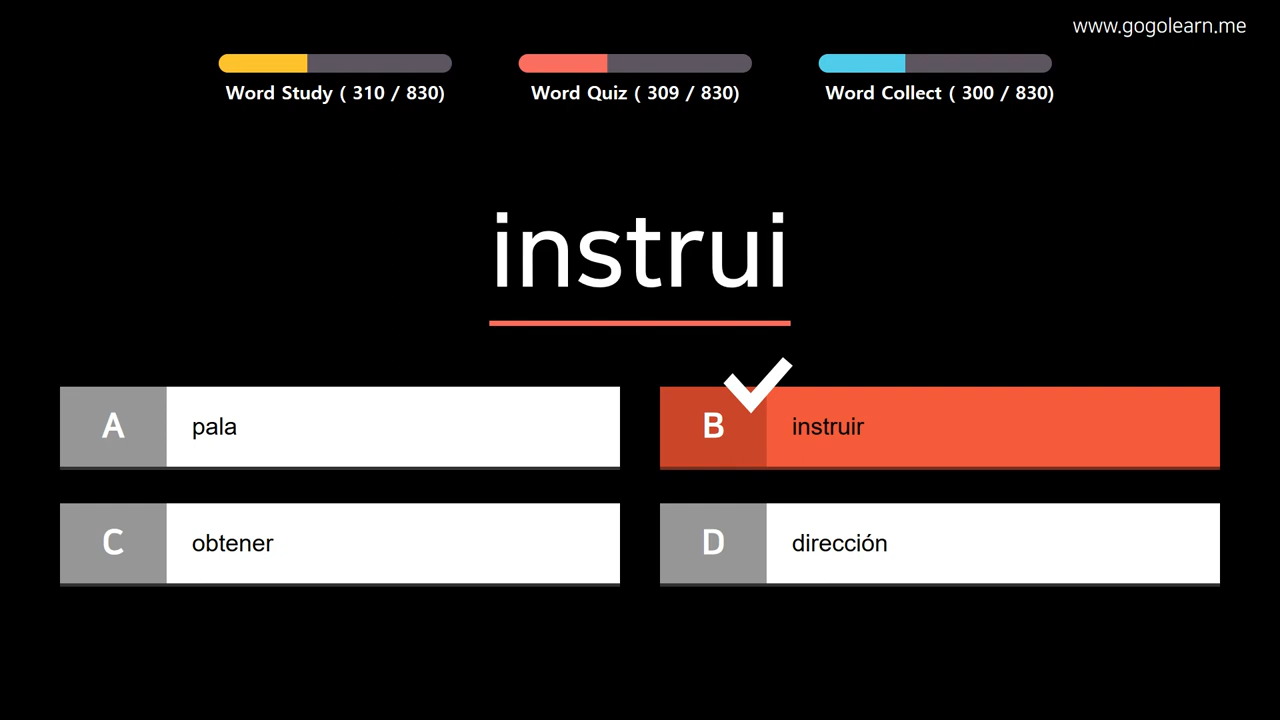 www.gogolearn.me
Word Study ( 310 / 830)
Word Quiz ( 309 / 830)
Word Collect ( 300 / 830)
instrui
A pala
B instruir
C obtener
D dirección